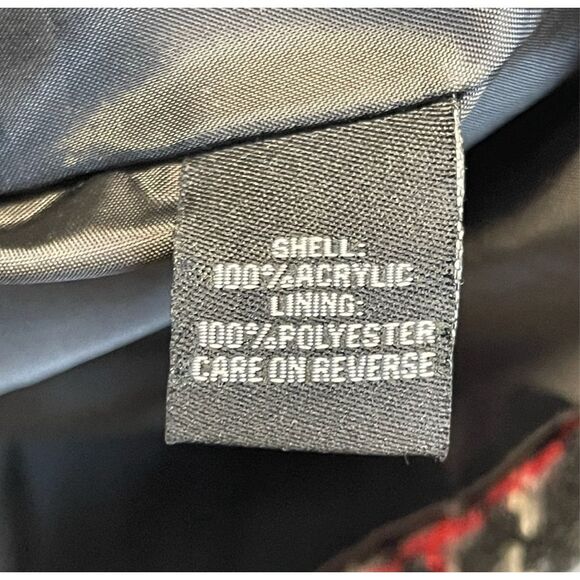 SHELL:
100%ACRYLIC
LINING:
100%POLYESTER
CARE ON REVERSE